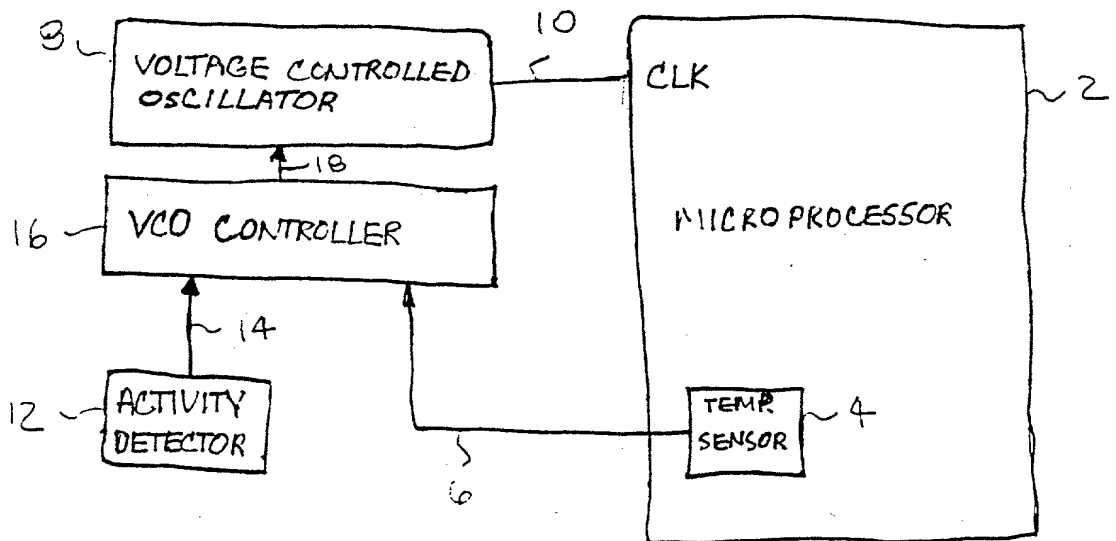 10
8
VOLTAGE CONTROLLED
OSCILLATOR
CLK
2
18
16
VCO CONTROLLER
MICROPROCESSOR
14
12
ACTIVITY
DETECTOR
TEMP.
SENSOR
4
6